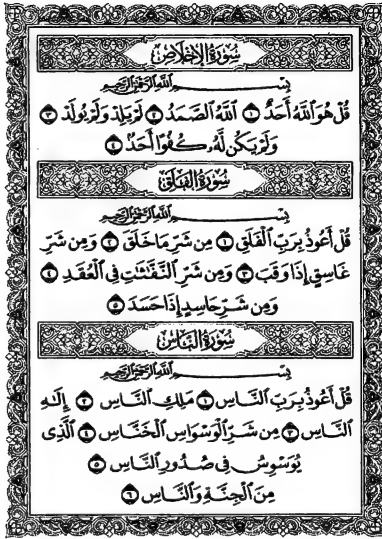 سُورَةُ الإِخْلَاصِ
بِسْمِ اللَّهِ الرَّحْمَٰنِ الرَّحِيمِ
قُلْ هُوَ اللَّهُ أَحَدٌ ١ اللَّهُ الصَّمَدُ ٢ لَمْ يَلِدْ وَلَمْ يُولَدْ ٣
وَلَمْ يَكُن لَّهُ كُفُوًا أَحَدٌ ٤
سُورَةُ الفَلَقِ
بِسْمِ اللَّهِ الرَّحْمَٰنِ الرَّحِيمِ
قُلْ أَعُوذُ بِرَبِّ الْفَلَقِ ١ مِن شَرِّ مَا خَلَقَ ٢ وَمِن شَرِّ
غَاسِقٍ إِذَا وَقَبَ ٣ وَمِن شَرِّ النَّفَّاثَاتِ فِي الْعُقَدِ ٤
وَمِن شَرِّ حَاسِدٍ إِذَا حَسَدَ ٥
سُورَةُ النَّاسِ
بِسْمِ اللَّهِ الرَّحْمَٰنِ الرَّحِيمِ
قُلْ أَعُوذُ بِرَبِّ النَّاسِ ١ مَلِكِ النَّاسِ ٢ إِلَٰهِ
النَّاسِ ٣ مِن شَرِّ الْوَسْوَاسِ الْخَنَّاسِ ٤ الَّذِي
يُوَسْوِسُ فِي صُدُورِ النَّاسِ ٥
مِنَ الْجِنَّةِ وَالنَّاسِ ٦